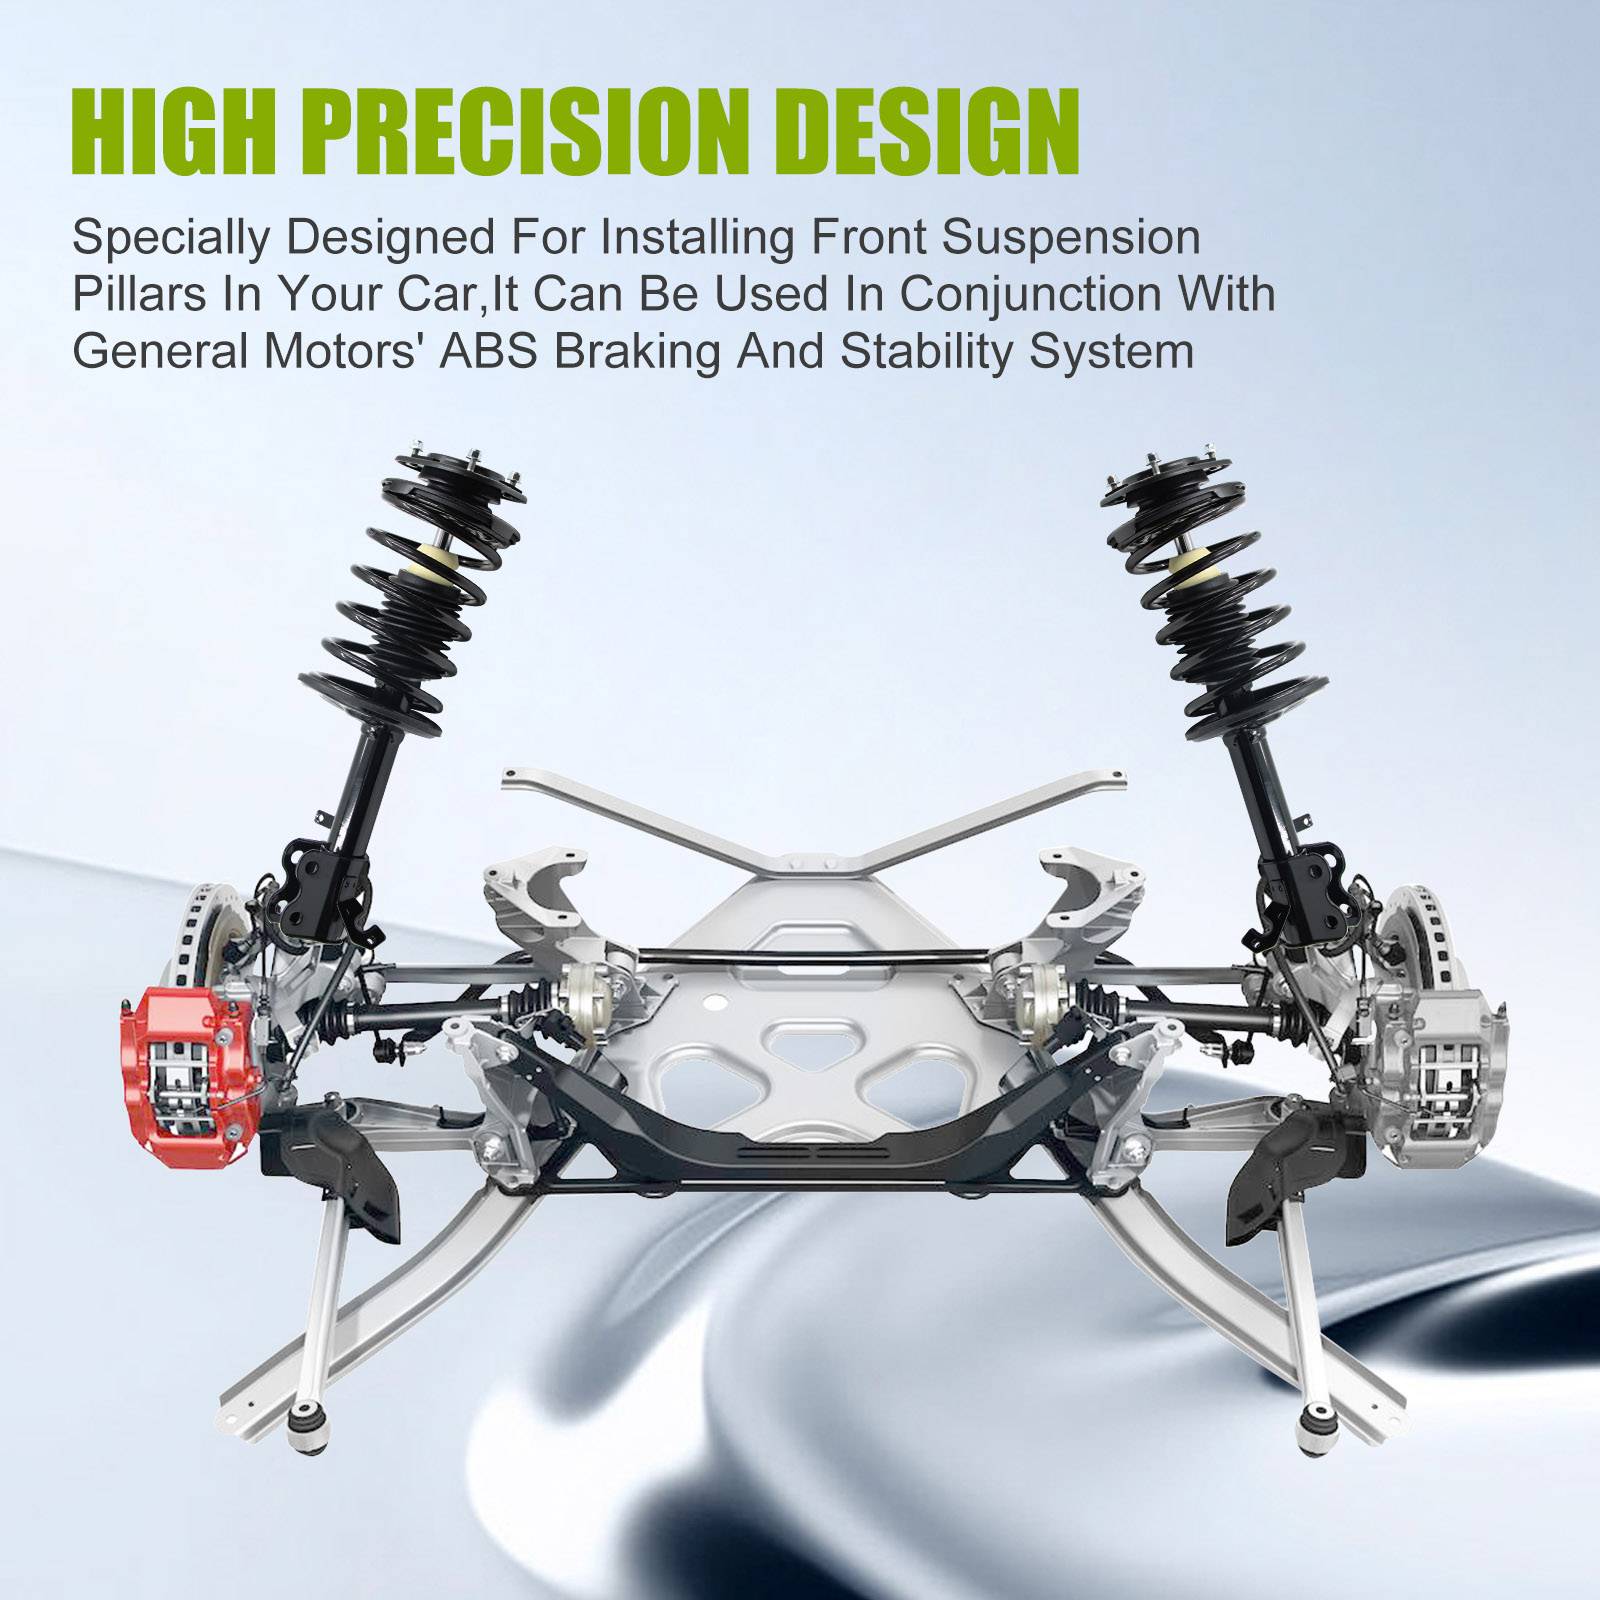 HIGH PRECISION DESIGN
Specially Designed For Installing Front Suspension
Pillars In Your Car,It Can Be Used In Conjunction With
General Motors' ABS Braking And Stability System